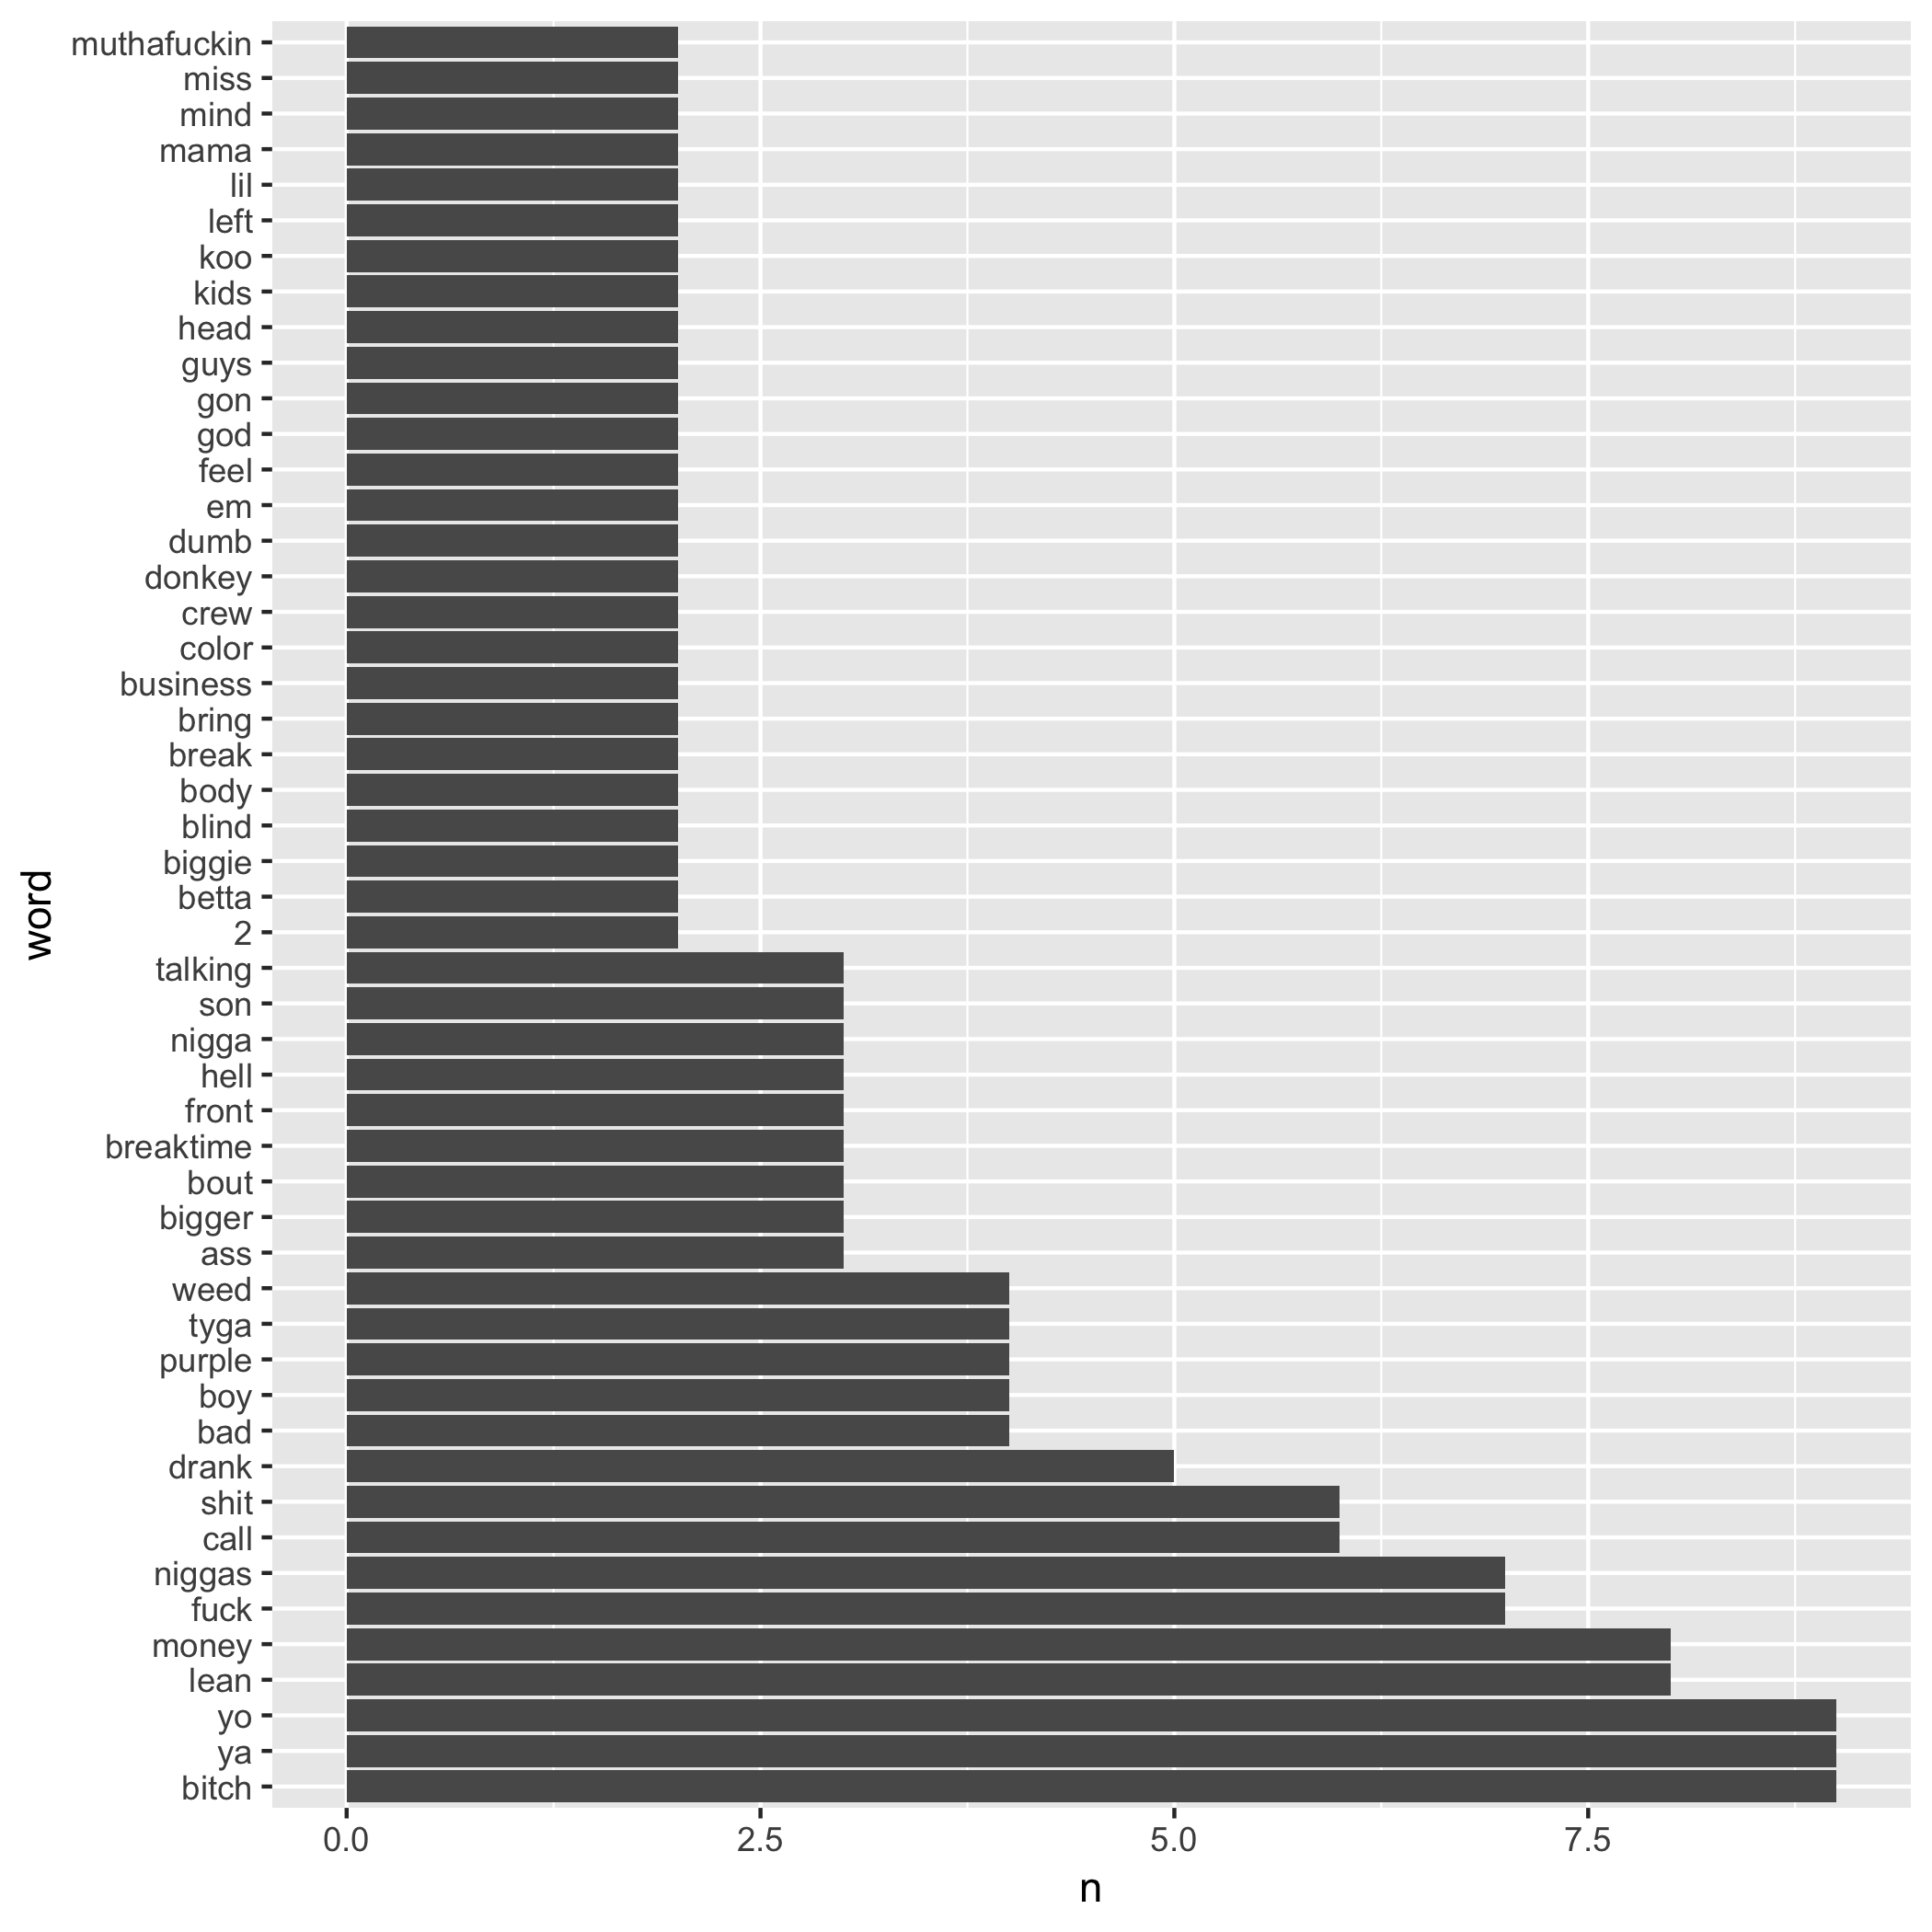 muthafuckin
miss
mind
mama
lil
left
koo
kids
head
guys
gon
god
feel
em
dumb
donkey
crew
color
business
bring
break
body
blind
biggie
betta
2
talking
son
nigga
hell
front
breaktime
bout
bigger
ass
weed
tyga
purple
boy
bad
drank
shit
call
niggas
fuck
money
lean
yo
ya
bitch
word
0.0 2.5 5.0 7.5
n